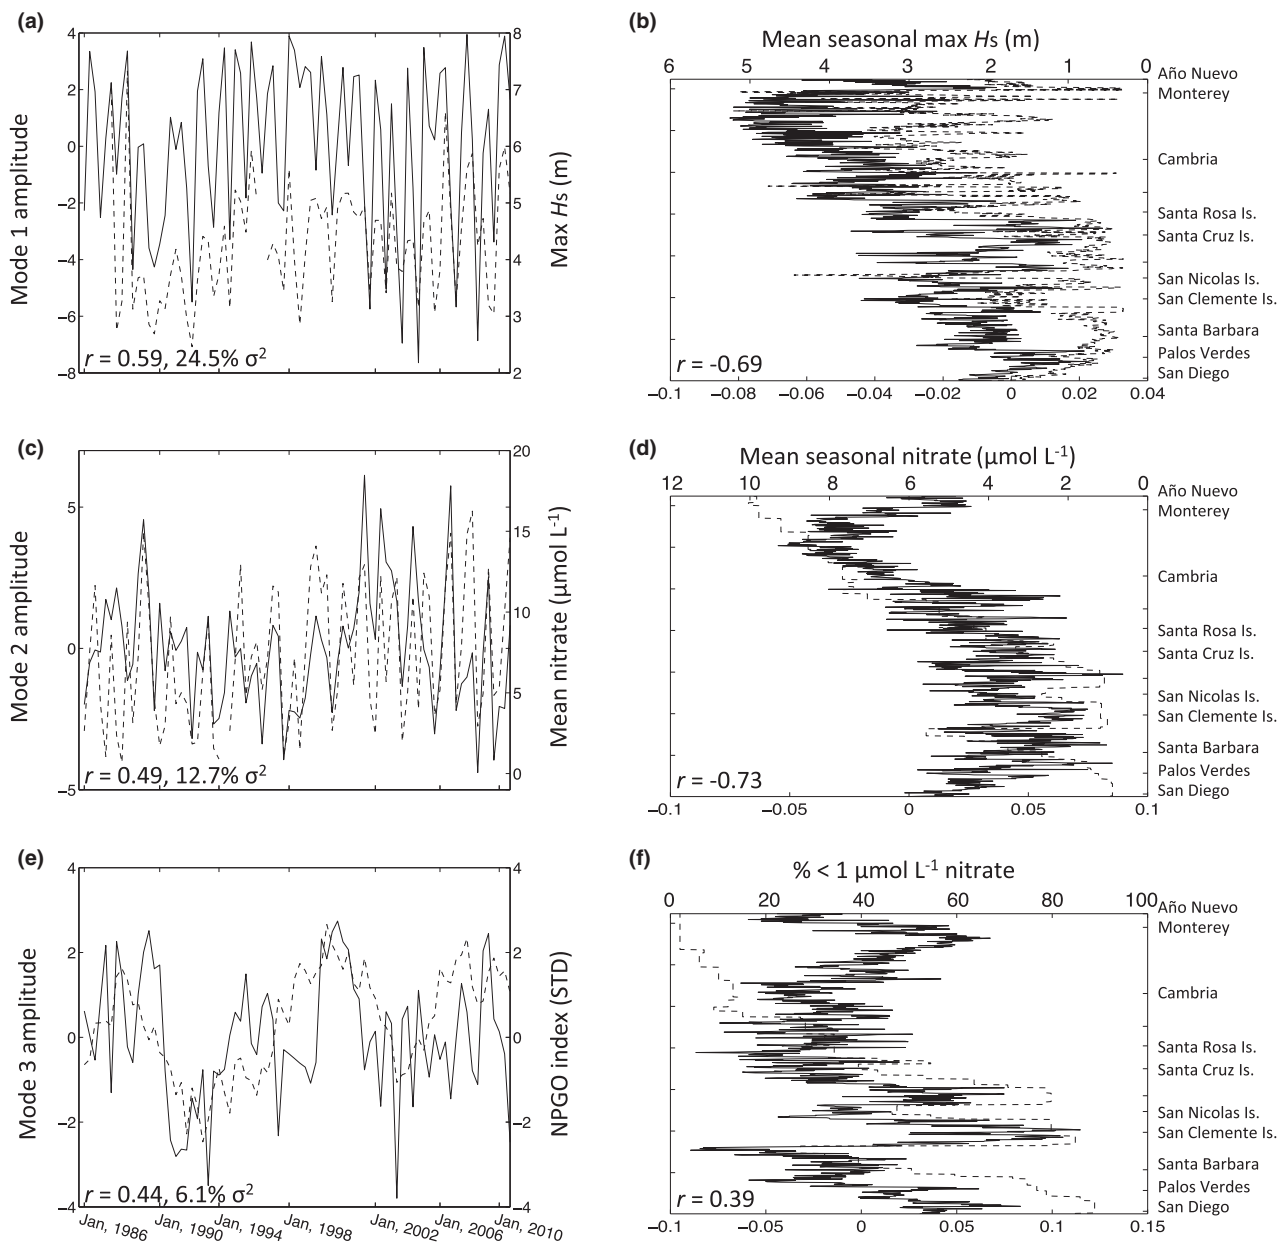 (a)
4
2
0
−2
−4
−6
−8
Mode 1 amplitude
8
7
6
5
4
3
2
Max Hs (m)
r = 0.59, 24.5% σ2
(b)
Mean seasonal max Hs (m)
6 5 4 3 2 1 0
Año Nuevo
Monterey
Cambria
Santa Rosa Is.
Santa Cruz Is.
San Nicolas Is.
San Clemente Is.
Santa Barbara
Palos Verdes
San Diego
r = -0.69
−0.1 −0.08 −0.06 −0.04 −0.02 0 0.02 0.04
(c)
5
0
−5
Mode 2 amplitude
20
15
10
5
0
Mean nitrate (µmol L-1)
r = 0.49, 12.7% σ2
(d)
Mean seasonal nitrate (µmol L-1)
12 10 8 6 4 2 0
Año Nuevo
Monterey
Cambria
Santa Rosa Is.
Santa Cruz Is.
San Nicolas Is.
San Clemente Is.
Santa Barbara
Palos Verdes
San Diego
r = -0.73
−0.1 −0.05 0 0.05 0.1
(e)
4
2
0
−2
−4
Mode 3 amplitude
4
2
0
−2
−4
NPGO index (STD)
r = 0.44, 6.1% σ2
Jan, 1986 Jan, 1990 Jan, 1994 Jan, 1998 Jan, 2002 Jan, 2006 Jan, 2010
(f)
% < 1 µmol L-1 nitrate
0 20 40 60 80 100
Año Nuevo
Monterey
Cambria
Santa Rosa Is.
Santa Cruz Is.
San Nicolas Is.
San Clemente Is.
Santa Barbara
Palos Verdes
San Diego
r = 0.39
−0.1 −0.05 0 0.05 0.1 0.15